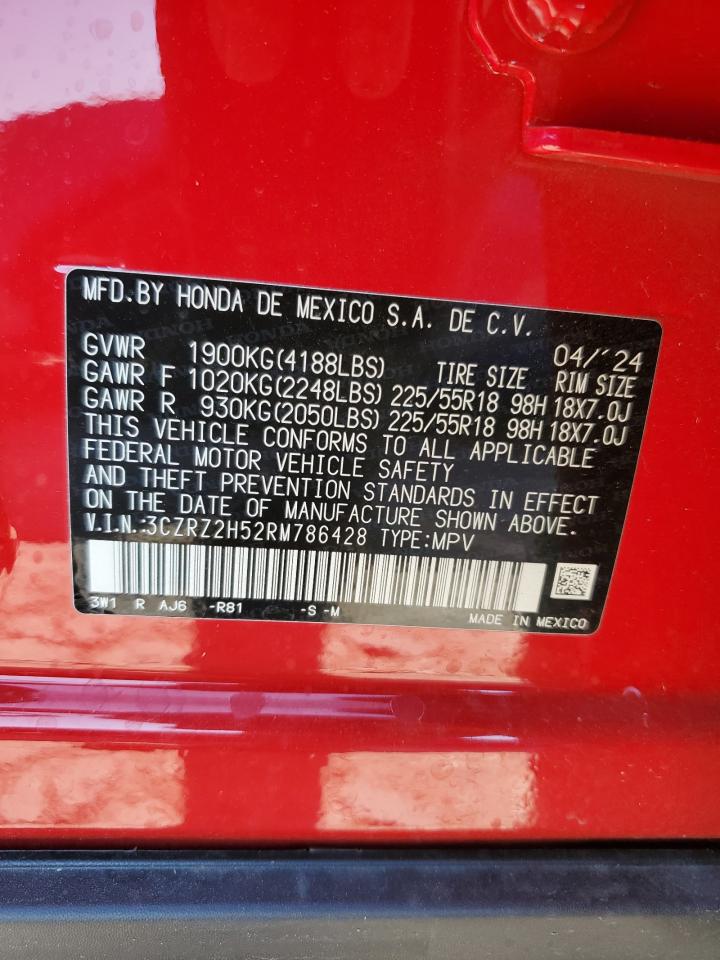 MFD.BY HONDA DE MEXICO S.A. DE C.V.
04/'24
GVWR 1900KG(4188LBS) TIRE SIZE RIM SIZE
GAWR F 1020KG(2248LBS) 225/55R18 98H 18X7.0J
GAWR R 930KG(2050LBS) 225/55R18 98H 18X7.0J
THIS VEHICLE CONFORMS TO ALL APPLICABLE
FEDERAL MOTOR VEHICLE SAFETY
AND THEFT PREVENTION STANDARDS IN EFFECT
ON THE DATE OF MANUFACTURE SHOWN ABOVE.
V.I.N.:3CZRZ2H52RM786428 TYPE:MPV
3W1 R AJ6 -R81 -S -M
MADE IN MEXICO